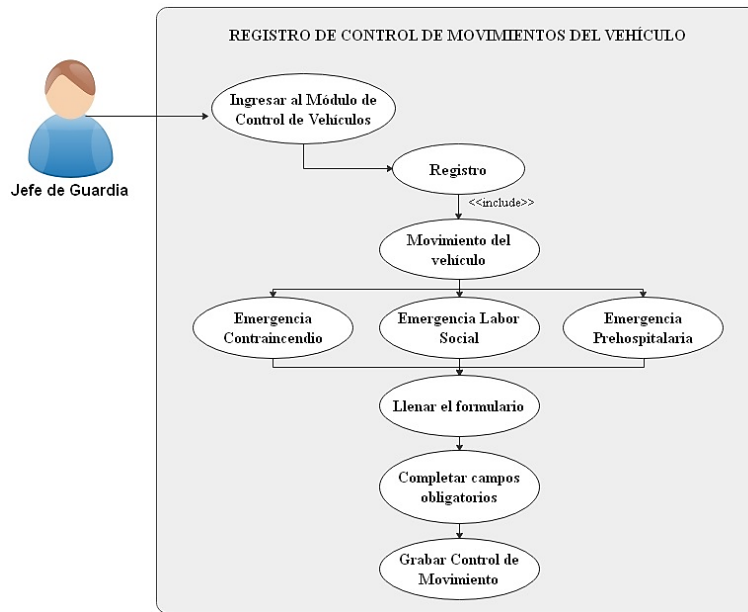 REGISTRO DE CONTROL DE MOVIMIENTOS DEL VEHÍCULO
Ingresar al Módulo de
Control de Vehículos
Jefe de Guardia
Registro
<<include>>
Movimiento del
vehículo
Emergencia
Contraincendio
Emergencia Labor
Social
Emergencia
Prehospitalaria
Llenar el formulario
Completar campos
obligatorios
Grabar Control de
Movimiento